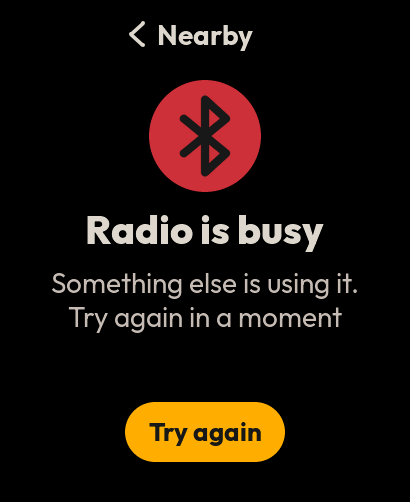 Nearby
Radio is busy
Something else is using it.
Try again in a moment
Try again